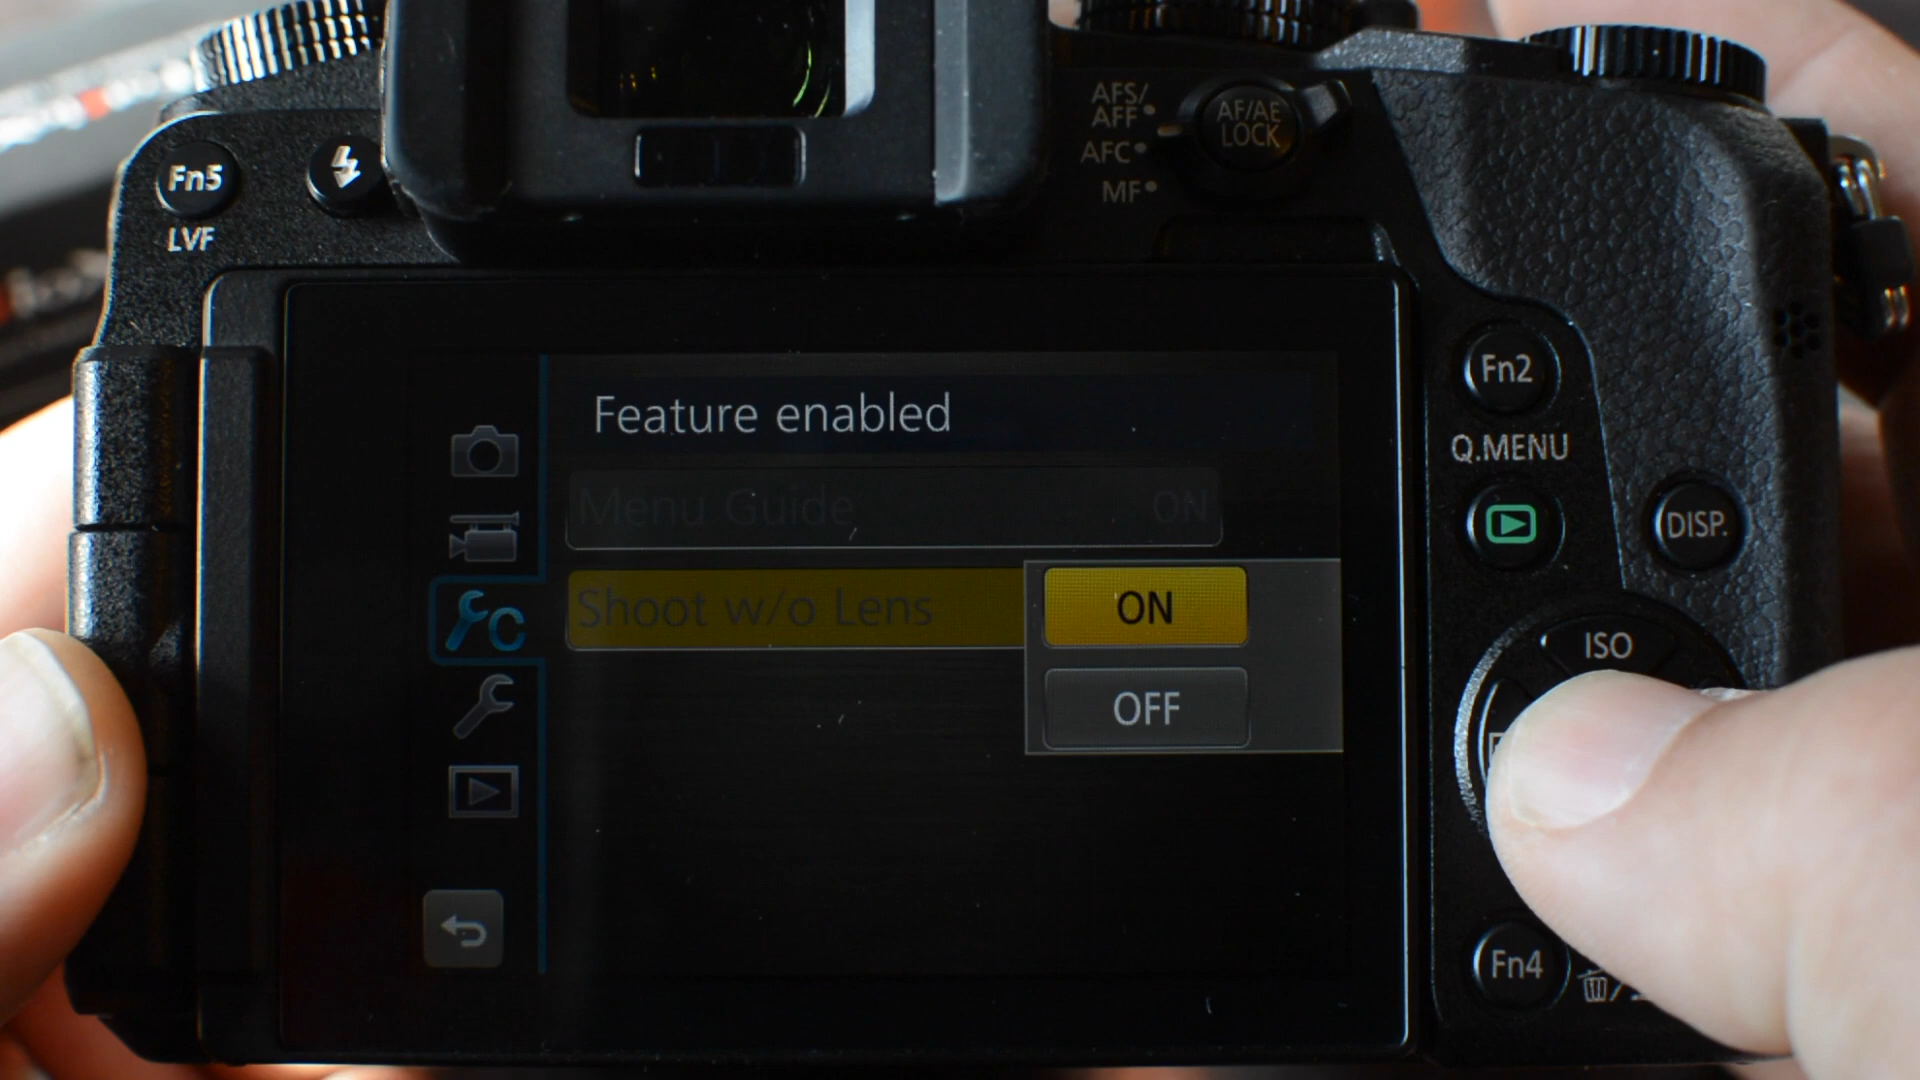 AFS/
AFF
AF/AE
LOCK
AFC
MF
Fn5
LVF
Feature enabled
Menu Guide ON
Shoot w/o Lens ON
OFF
C
Fn2
Q.MENU
DISP.
ISO
Fn4